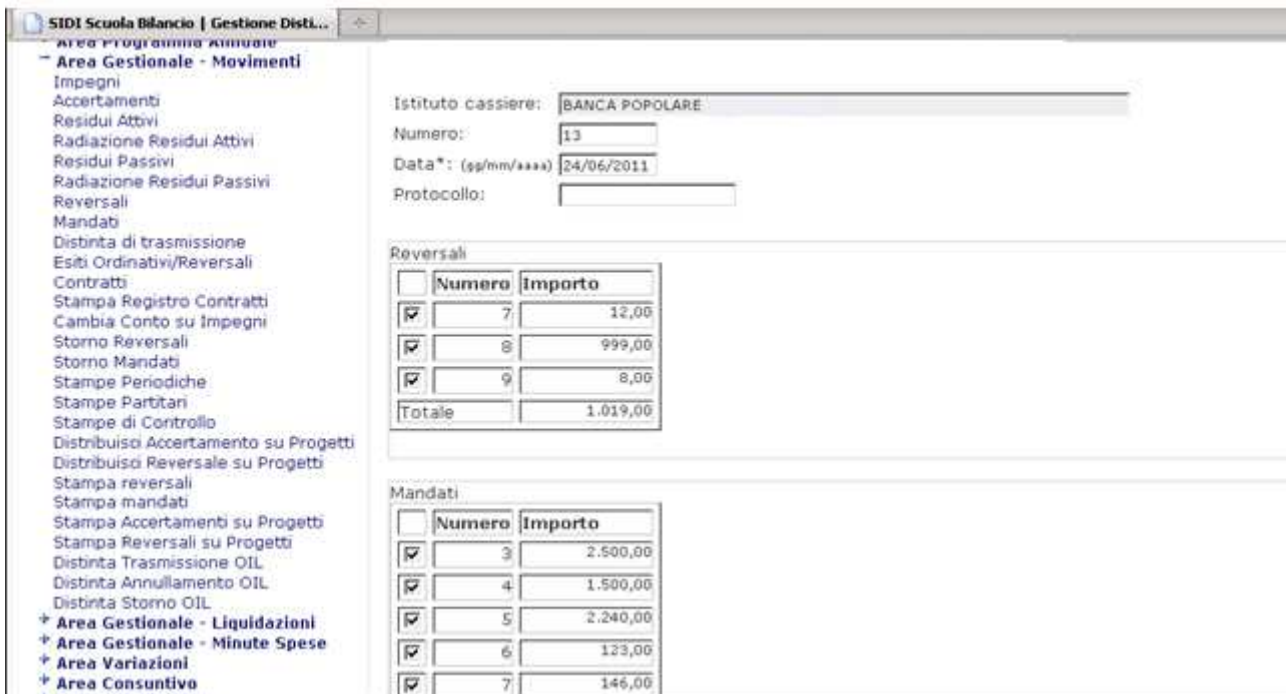 SIDI Scuola Bilancio | Gestione Disti...
Area Programma Annuale
Area Gestionale - Movimenti
Impegni
Accertamenti
Residui Attivi
Radiazione Residui Attivi
Residui Passivi
Radiazione Residui Passivi
Reversali
Mandati
Distinta di trasmissione
Esiti Ordinativi/Reversali
Contratti
Stampa Registro Contratti
Cambia Conto su Impegni
Storno Reversali
Storno Mandati
Stampe Periodiche
Stampe Partitari
Stampe di Controllo
Distribuisci Accertamento su Progetti
Distribuisci Reversale su Progetti
Stampa reversali
Stampa mandati
Stampa Accertamenti su Progetti
Stampa Reversali su Progetti
Distinta Trasmissione OIL
Distinta Annullamento OIL
Distinta Storno OIL
Area Gestionale - Liquidazioni
Area Gestionale - Minute Spese
Area Variazioni
Area Consuntivo
Istituto cassiere: BANCA POPOLARE
Numero: 13
Data*: (gg/mm/aaaa) 24/06/2011
Protocollo:
Reversali
Numero Importo
7 12,00
8 999,00
9 8,00
Totale 1.019,00
Mandati
Numero Importo
3 2.500,00
4 1.500,00
5 2.240,00
6 123,00
7 146,00